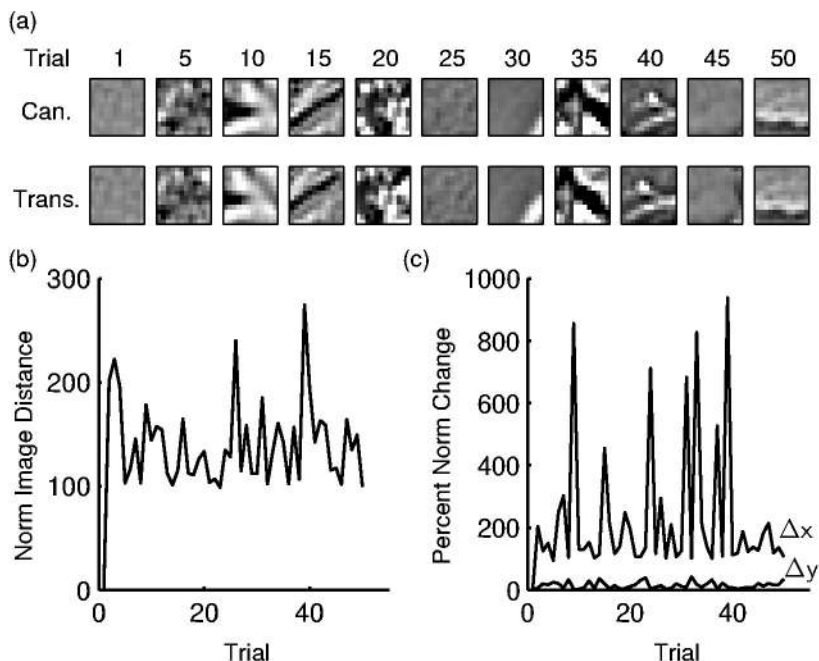 (a)
Trial 1 5 10 15 20 25 30 35 40 45 50
Can.
Trans.
(b)
300
200
100
0
Norm Image Distance
0 20 40
Trial
(c)
1000
800
600
400
200
0
Percent Norm Change
Δx
Δy
0 20 40
Trial